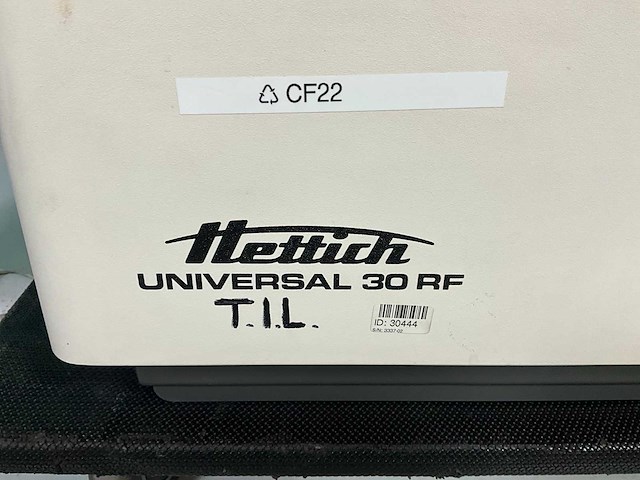 ♺ CF22
Hettich
UNIVERSAL 30 RF
T.I.L.
ID: 30444